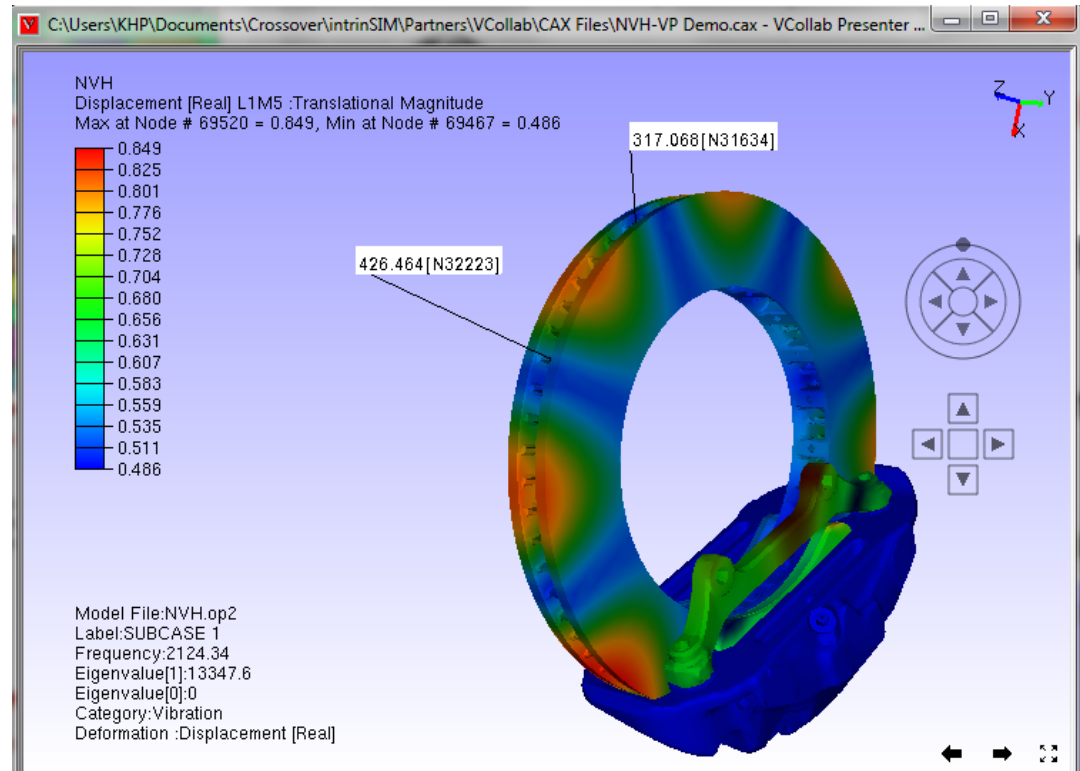 C:\Users\KHP\Documents\Crossover\intrinSIM\Partners\VCollab\CAX Files\NVH-VP Demo.cax - VCollab Presenter ...
NVH
Displacement [Real] L1M5 :Translational Magnitude
Max at Node # 69520 = 0.849, Min at Node # 69467 = 0.486
0.849
0.825
0.801
0.776
0.752
0.728
0.704
0.680
0.656
0.631
0.607
0.583
0.559
0.535
0.511
0.486
Z
Y
X
317.068[N31634]
426.464[N32223]
Model File:NVH.op2
Label:SUBCASE 1
Frequency:2124.34
Eigenvalue[1]:13347.6
Eigenvalue[0]:0
Category:Vibration
Deformation :Displacement [Real]